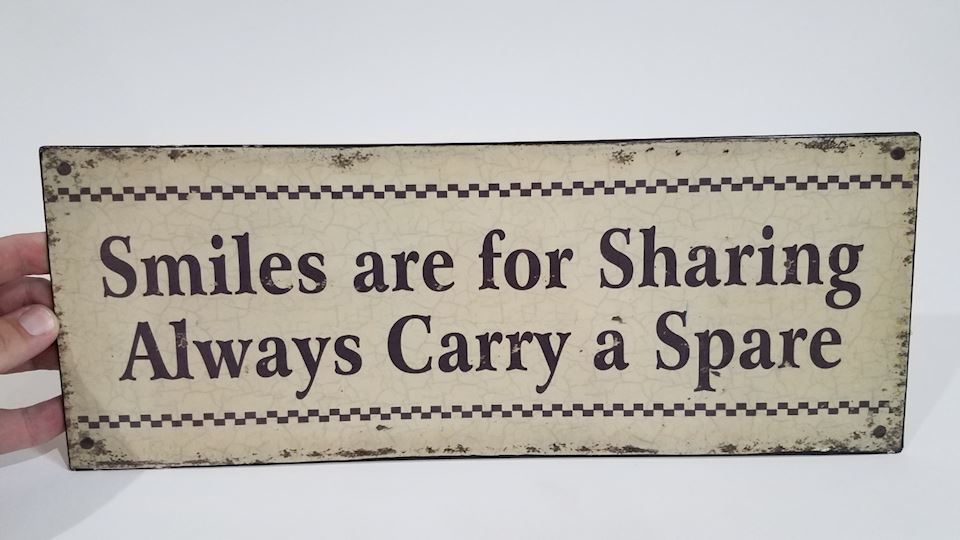 Smiles are for Sharing
Always Carry a Spare